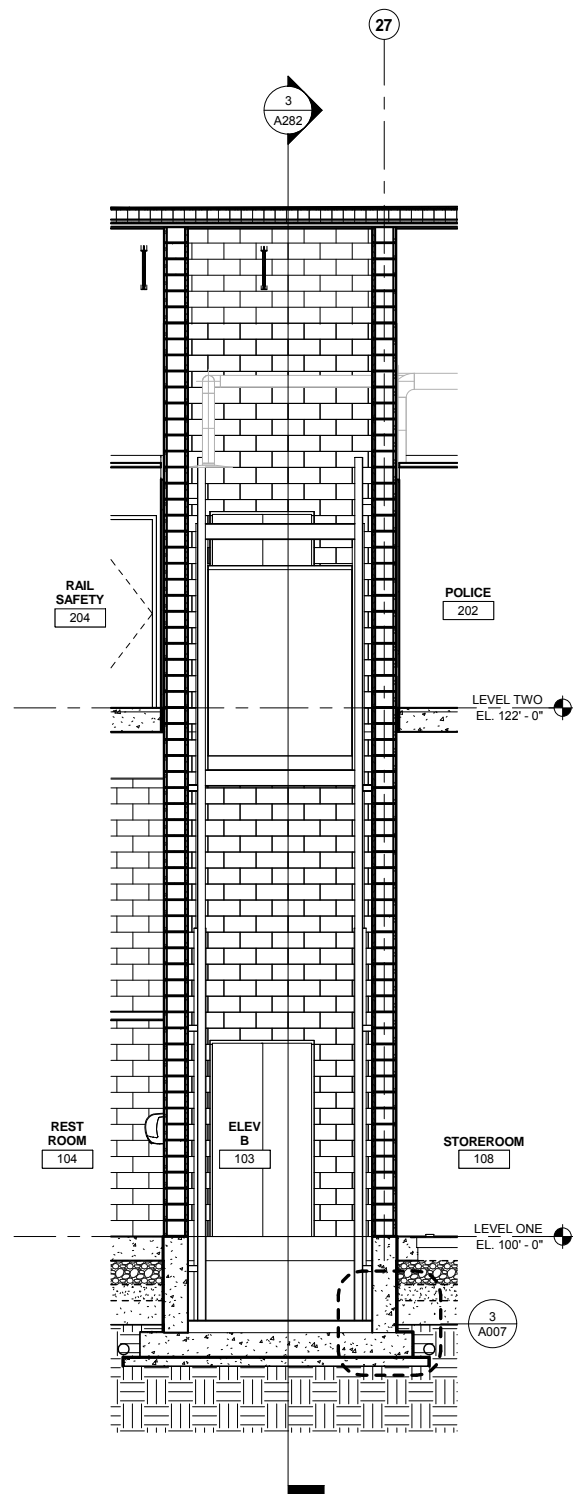 27
3
A282
RAIL
SAFETY
204
POLICE
202
LEVEL TWO
EL. 122' - 0"
REST
ROOM
104
ELEV
B
103
STOREROOM
108
LEVEL ONE
EL. 100' - 0"
3
A007